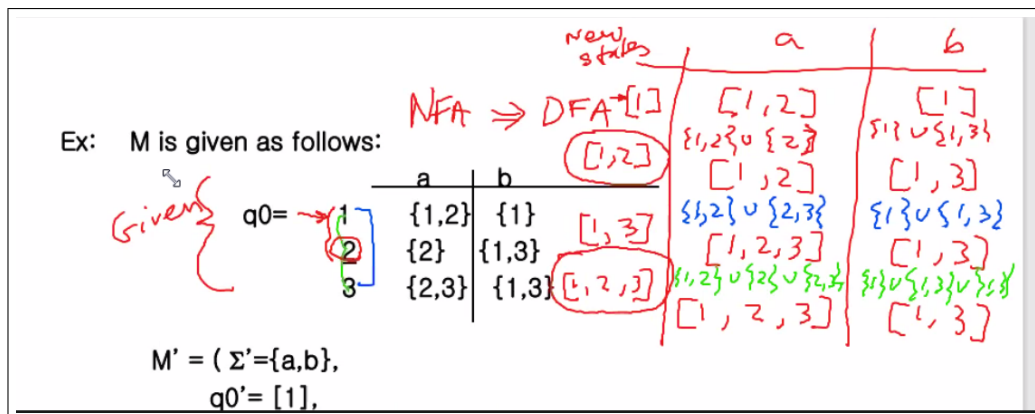 New states a b
NFA ⇒ DFA →[1] [1,2] [1]
Ex: M is given as follows:
{1,2} ∪ {2} {1} ∪ {1,3}
[1,2] [1,2] [1,3]
a b
Given q0= 1 {1,2} {1}
{1,2} ∪ {2,3} {1} ∪ {1,3}
[1,3] [1,2,3] [1,3]
2 {2} {1,3}
3 {2,3} {1,3}
{1,2} ∪ {2} ∪ {2,3} {1} ∪ {1,3} ∪ {1,3}
[1,2,3] [1,2,3] [1,3]
M' = ( Σ'={a,b},
q0'= [1],